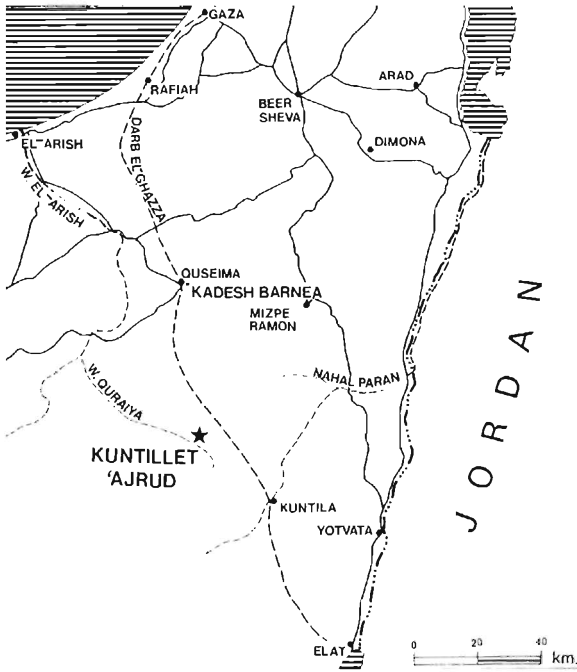 GAZA
RAFIAH
ARAD
BEER
SHEVA
DIMONA
EL-ARISH
W. EL-ARISH
DARB EL-GHAZZA
QUSEIMA
KADESH BARNEA
MIZPE
RAMON
JORDAN
NAHAL PARAN
W. QURAIYA
KUNTILLET
'AJRUD
KUNTILA
YOTVATA
ELAT
0 20 40
km.